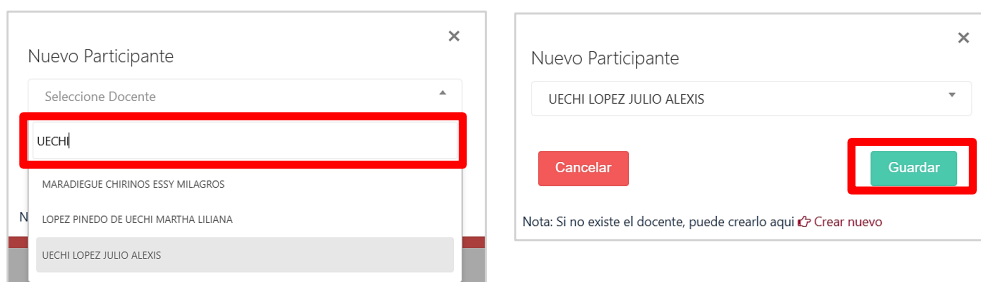 Nuevo Participante
×
Seleccione Docente
UECHI
MARADIEGUE CHIRINOS ESSY MILAGROS
LOPEZ PINEDO DE UECHI MARTHA LILIANA
N
UECHI LOPEZ JULIO ALEXIS
Nuevo Participante
×
UECHI LOPEZ JULIO ALEXIS
Cancelar
Guardar
Nota: Si no existe el docente, puede crearlo aqui Crear nuevo